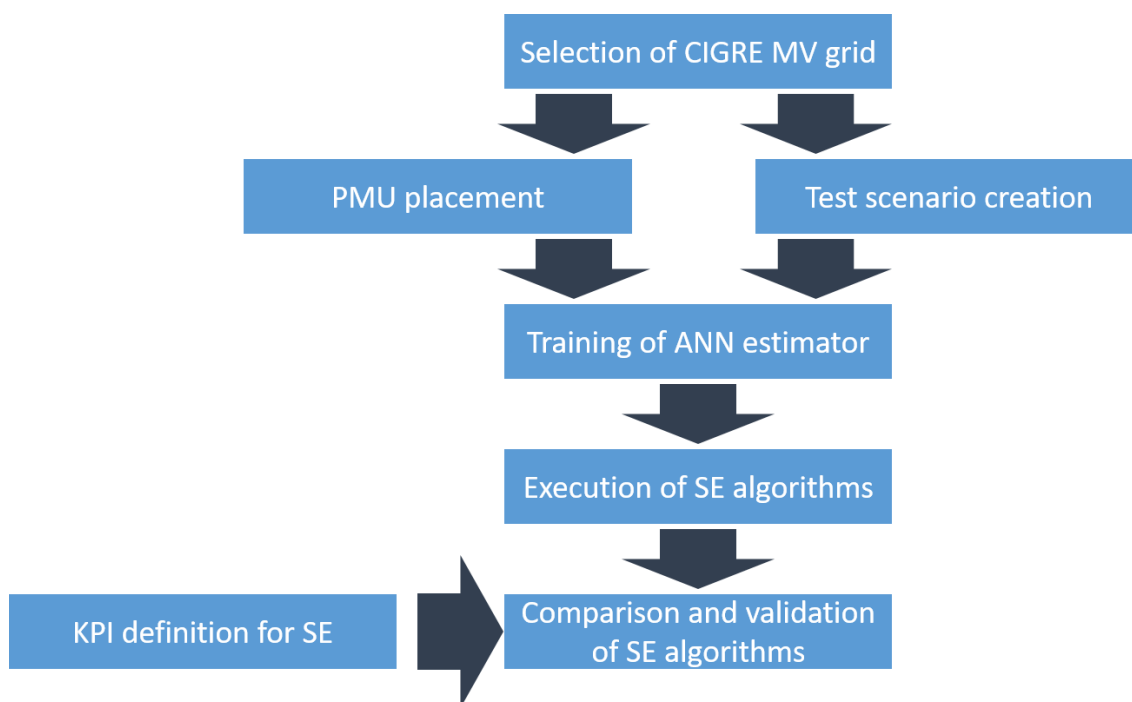 Selection of CIGRE MV grid
PMU placement
Test scenario creation
Training of ANN estimator
Execution of SE algorithms
KPI definition for SE
Comparison and validation
of SE algorithms